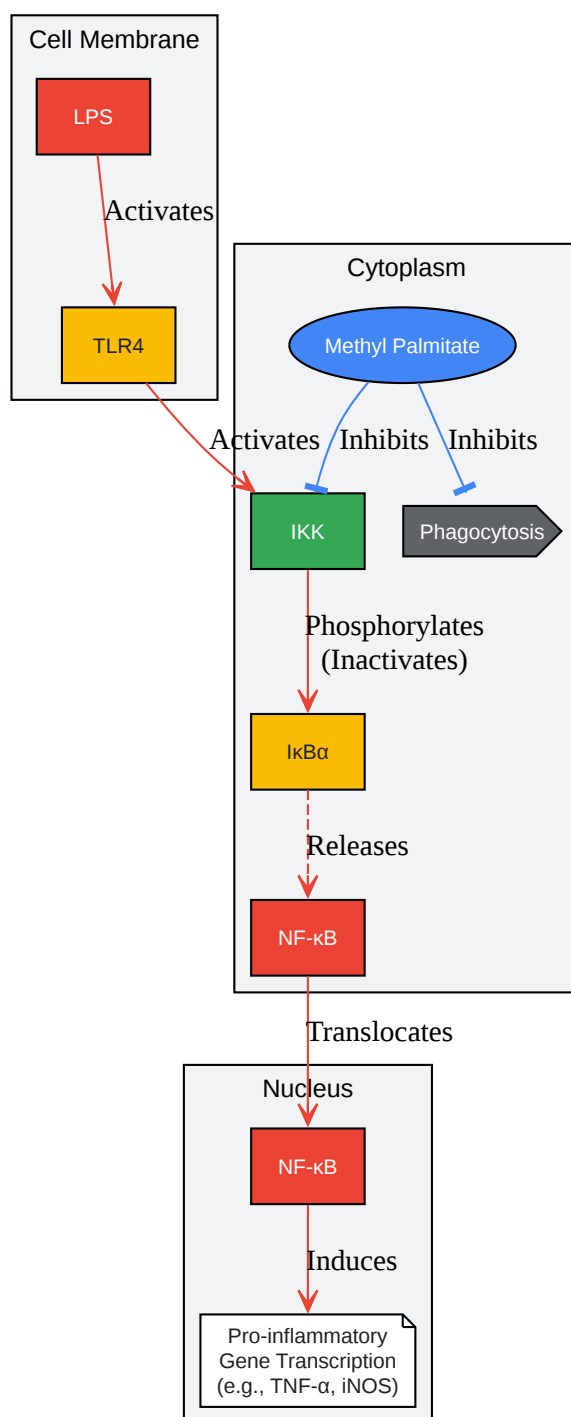 Cell Membrane
LPS
Activates
TLR4
Cytoplasm
Methyl Palmitate
Activates
Inhibits
Inhibits
IKK
Phagocytosis
Phosphorylates
(Inactivates)
IκBα
Releases
NF-κB
Translocates
Nucleus
NF-κB
Induces
Pro-inflammatory
Gene Transcription
(e.g., TNF-α, iNOS)